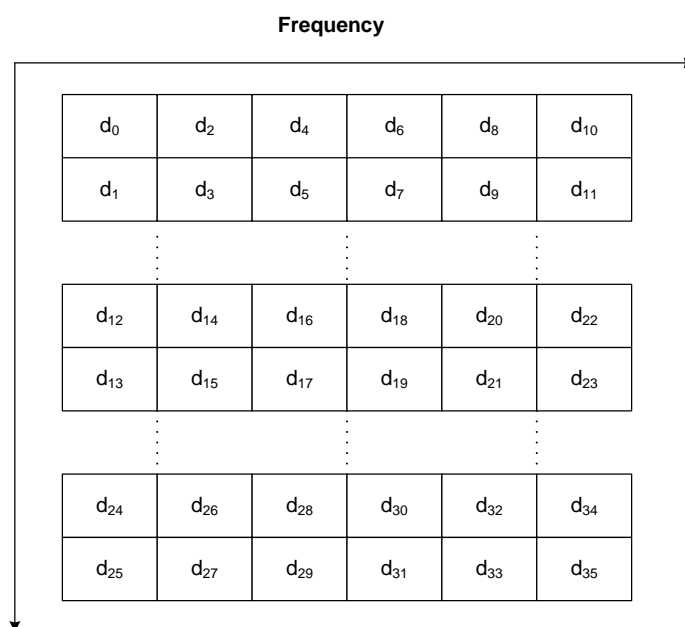 Frequency
d₀ d₂ d₄ d₆ d₈ d₁₀
d₁ d₃ d₅ d₇ d₉ d₁₁
d₁₂ d₁₄ d₁₆ d₁₈ d₂₀ d₂₂
d₁₃ d₁₅ d₁₇ d₁₉ d₂₁ d₂₃
d₂₄ d₂₆ d₂₈ d₃₀ d₃₂ d₃₄
d₂₅ d₂₇ d₂₉ d₃₁ d₃₃ d₃₅